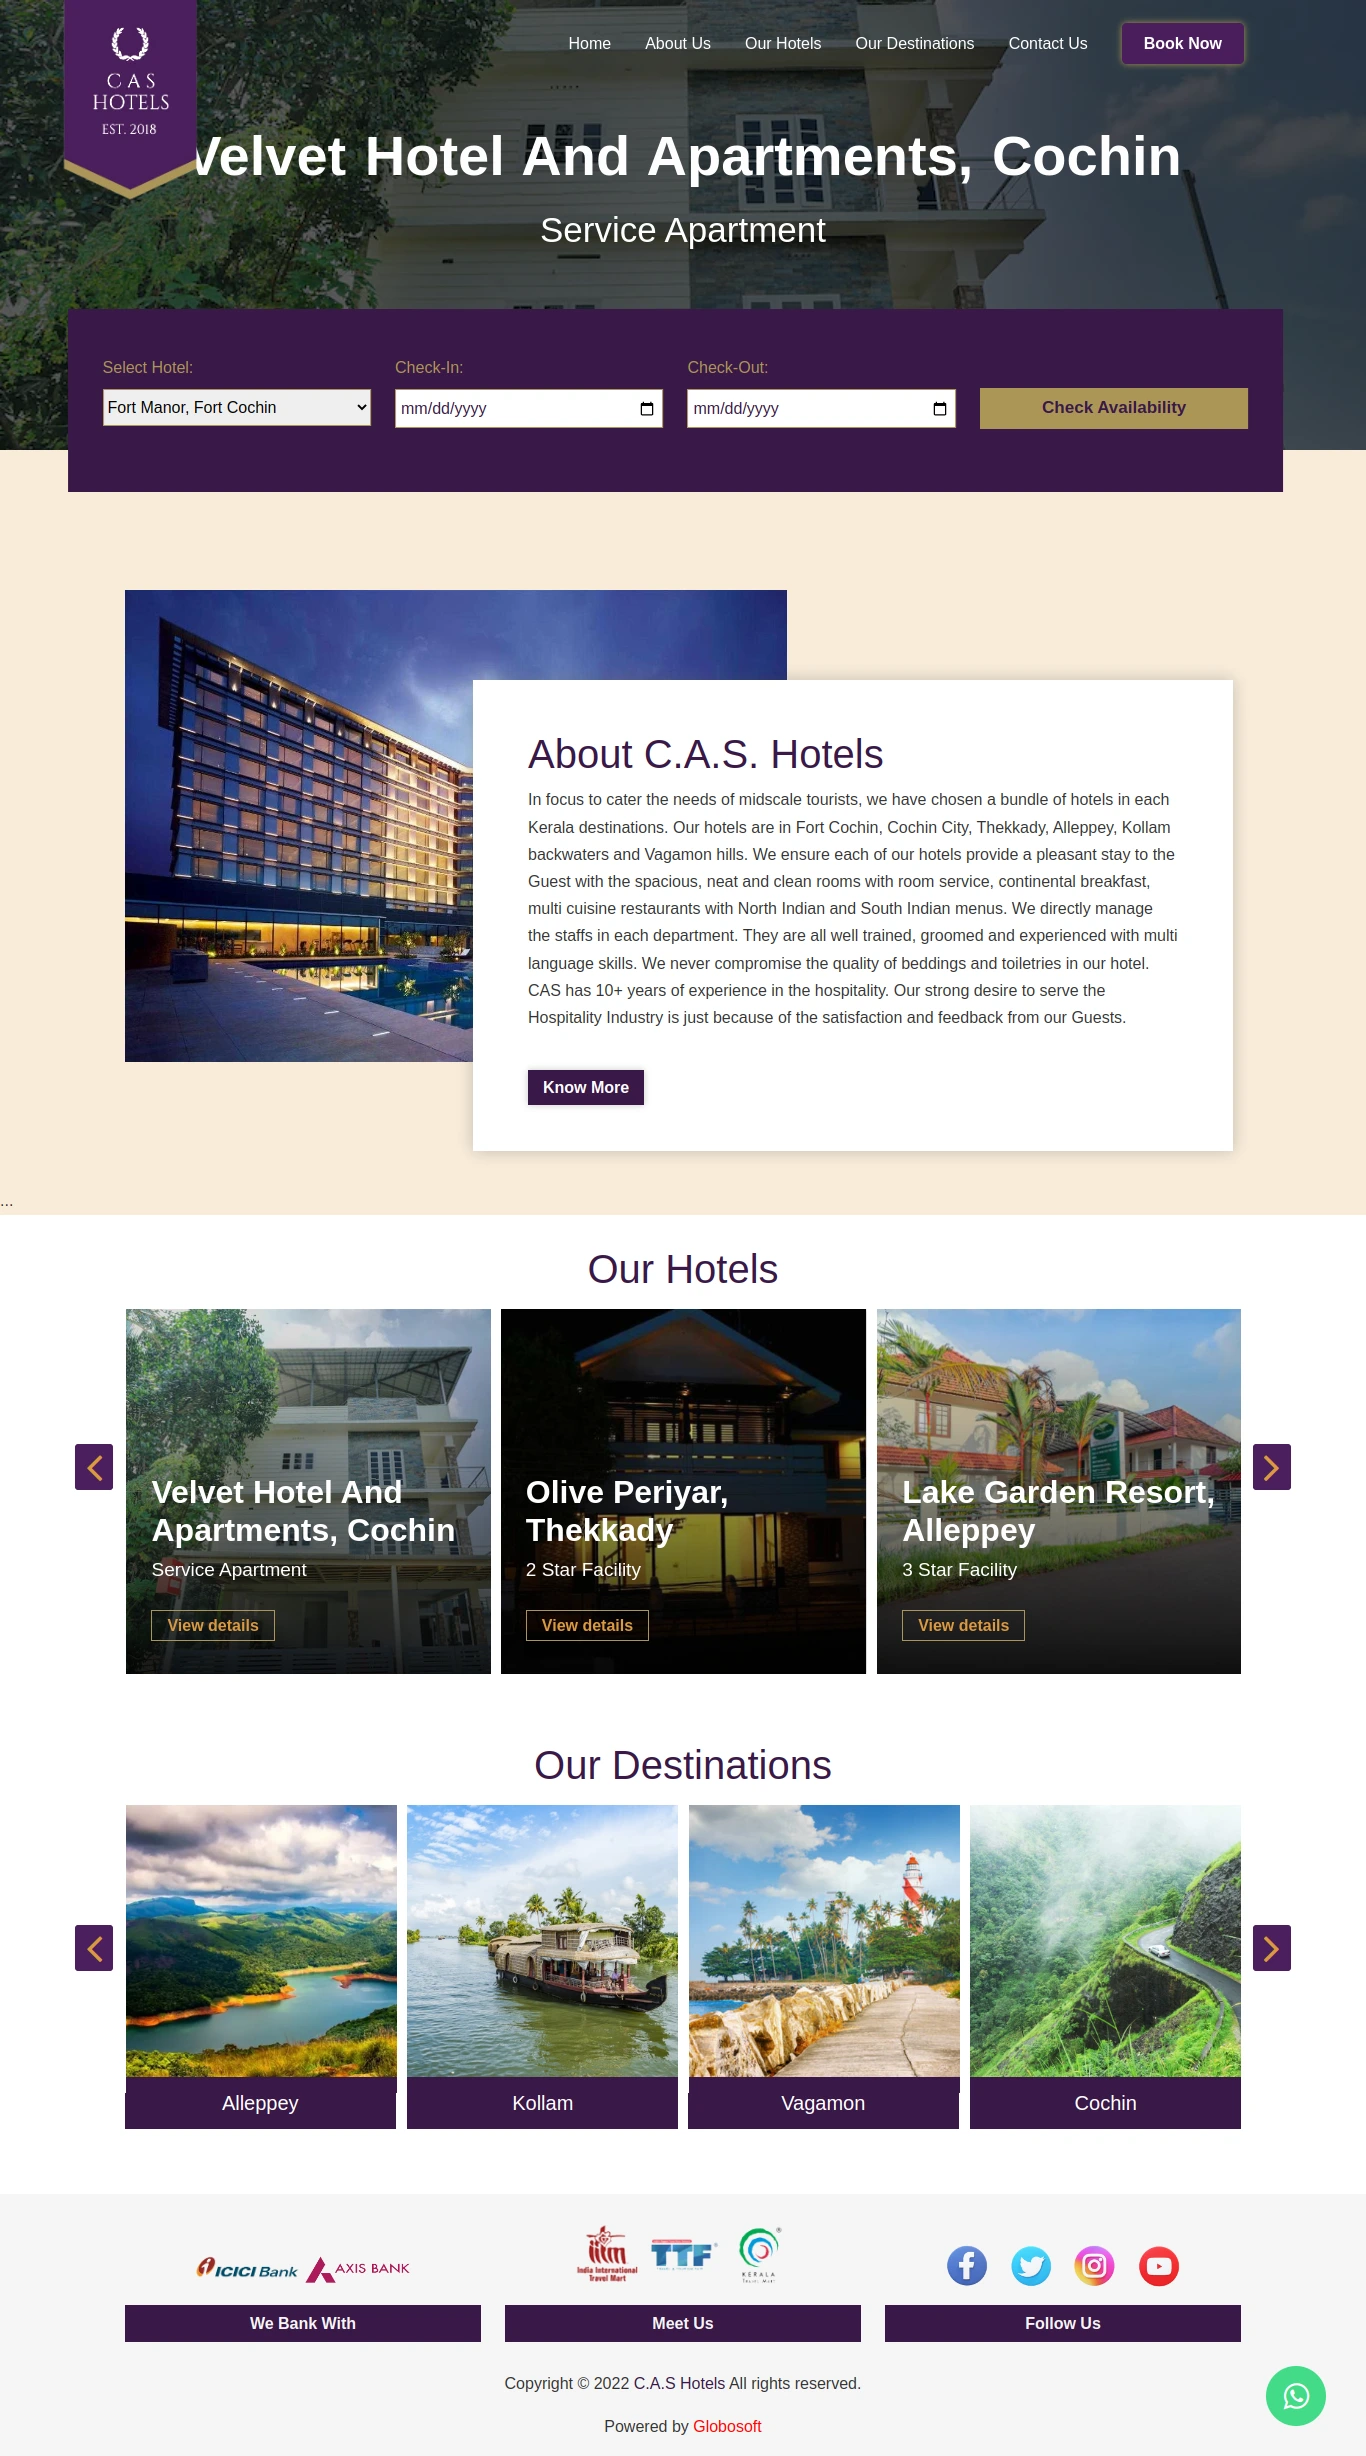 C A S
HOTELS
EST. 2018
Home About Us Our Hotels Our Destinations Contact Us Book Now
Velvet Hotel And Apartments, Cochin
Service Apartment
Select Hotel: Check-In: Check-Out:
Fort Manor, Fort Cochin mm/dd/yyyy mm/dd/yyyy Check Availability
About C.A.S. Hotels
In focus to cater the needs of midscale tourists, we have chosen a bundle of hotels in each
Kerala destinations. Our hotels are in Fort Cochin, Cochin City, Thekkady, Alleppey, Kollam
backwaters and Vagamon hills. We ensure each of our hotels provide a pleasant stay to the
Guest with the spacious, neat and clean rooms with room service, continental breakfast,
multi cuisine restaurants with North Indian and South Indian menus. We directly manage
the staffs in each department. They are all well trained, groomed and experienced with multi
language skills. We never compromise the quality of beddings and toiletries in our hotel.
CAS has 10+ years of experience in the hospitality. Our strong desire to serve the
Hospitality Industry is just because of the satisfaction and feedback from our Guests.
Know More
...
Our Hotels
Velvet Hotel And
Apartments, Cochin
Service Apartment
View details
Olive Periyar,
Thekkady
2 Star Facility
View details
Lake Garden Resort,
Alleppey
3 Star Facility
View details
Our Destinations
Alleppey Kollam Vagamon Cochin
ICICI Bank AXIS BANK
iitm
India International
Travel Mart
TTF
KERALA
Travel Mart
We Bank With Meet Us Follow Us
Copyright © 2022 C.A.S Hotels All rights reserved.
Powered by Globosoft